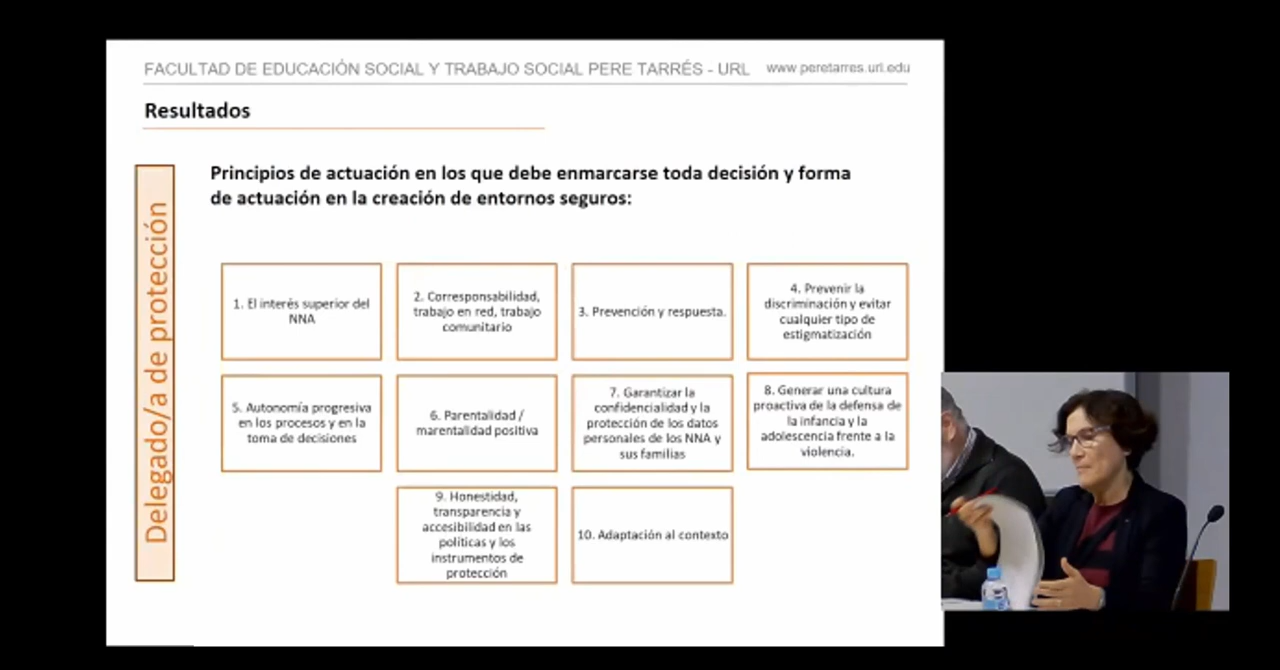 FACULTAD DE EDUCACIÓN SOCIAL Y TRABAJO SOCIAL PERE TARRÉS - URL www.peretarres.url.edu
Resultados
Delegado/a de protección
Principios de actuación en los que debe enmarcarse toda decisión y forma
de actuación en la creación de entornos seguros:
1. El interés superior del
NNA
2. Corresponsabilidad,
trabajo en red, trabajo
comunitario
3. Prevención y respuesta.
4. Prevenir la
discriminación y evitar
cualquier tipo de
estigmatización
5. Autonomía progresiva
en los procesos y en la
toma de decisiones
6. Parentalidad /
marentalidad positiva
7. Garantizar la
confidencialidad y la
protección de los datos
personales de los NNA y
sus familias
8. Generar una cultura
proactiva de la defensa de
la infancia y la
adolescencia frente a la
violencia.
9. Honestidad,
transparencia y
accesibilidad en las
políticas y los
instrumentos de
protección
10. Adaptación al contexto